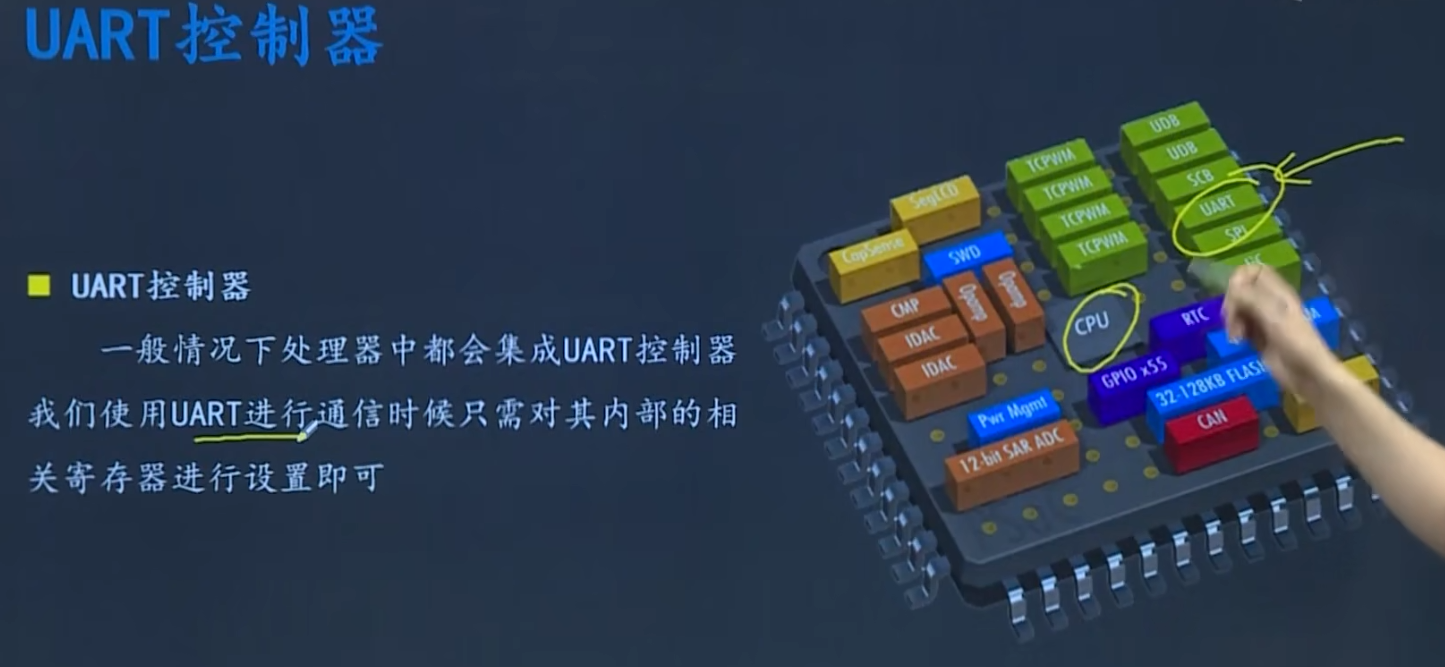 UART控制器
UART控制器
一般情况下处理器中都会集成UART控制器
我们使用UART进行通信时候只需对其内部的相
关寄存器进行设置即可
UDB
UDB
SCB
UART
SPI
TCPWM
TCPWM
TCPWM
TCPWM
SegLCD
CapSense
SWD
CMP
IDAC
IDAC
Opamp
Opamp
CPU
RTC
GPIO x55
32-128KB FLASH
CAN
Pwr Mgmt
12-bit SAR ADC